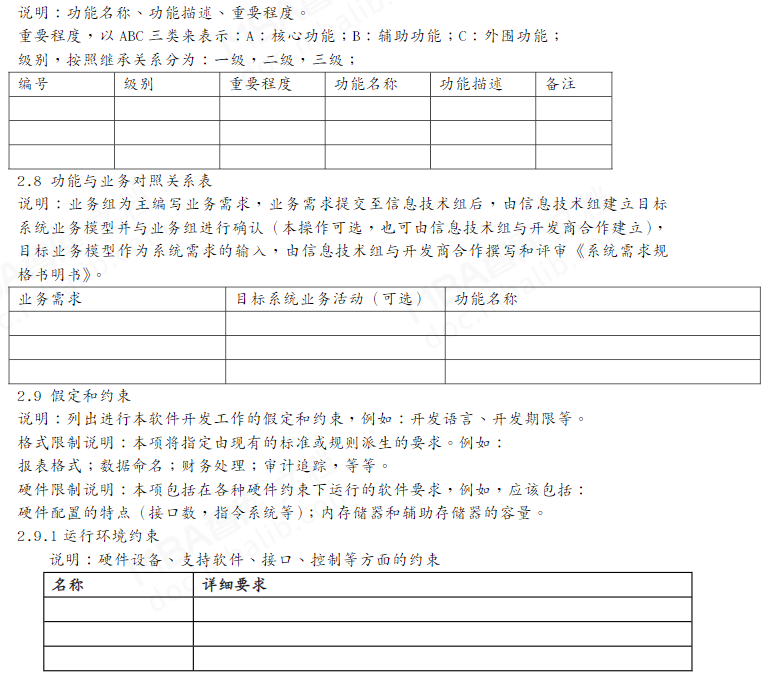 说明：功能名称、功能描述、重要程度。
重要程度，以 ABC 三类来表示：A：核心功能；B：辅助功能；C：外围功能；
级别，按照继承关系分为：一级，二级，三级；
编号 级别 重要程度 功能名称 功能描述 备注
2.8 功能与业务对照关系表
说明：业务组为主编写业务需求，业务需求提交至信息技术组后，由信息技术组建立目标
系统业务模型并与业务组进行确认（本操作可选，也可由信息技术组与开发商合作建立），
目标业务模型作为系统需求的输入，由信息技术组与开发商合作撰写和评审《系统需求规
格书明书》。
业务需求 目标系统业务活动（可选） 功能名称
2.9 假定和约束
说明：列出进行本软件开发工作的假定和约束，例如：开发语言、开发期限等。
格式限制说明：本项将指定由现有的标准或规则派生的要求。例如：
报表格式；数据命名；财务处理；审计追踪，等等。
硬件限制说明：本项包括在各种硬件约束下运行的软件要求，例如，应该包括：
硬件配置的特点（接口数，指令系统等）；内存储器和辅助存储器的容量。
2.9.1 运行环境约束
说明：硬件设备、支持软件、接口、控制等方面的约束
名称 详细要求